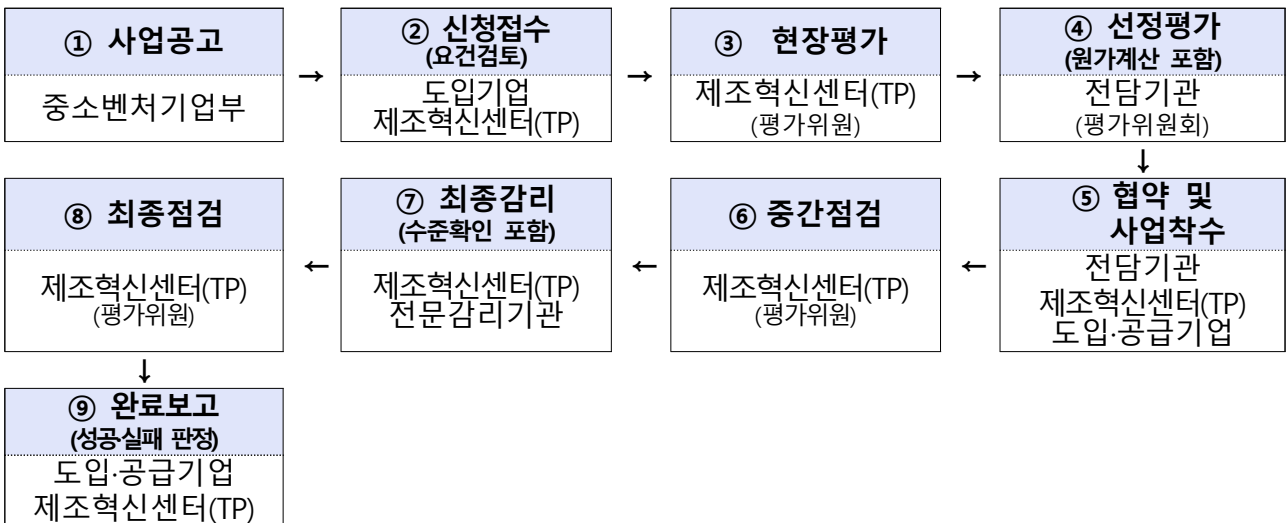 ① 사업공고
중소벤처기업부
→
② 신청접수
(요건검토)
도입기업
제조혁신센터(TP)
→
③ 현장평가
제조혁신센터(TP)
(평가위원)
→
④ 선정평가
(원가계산 포함)
전담기관
(평가위원회)
↓
⑤ 협약 및
사업착수
전담기관
제조혁신센터(TP)
도입·공급기업
←
⑥ 중간점검
제조혁신센터(TP)
(평가위원)
←
⑦ 최종감리
(수준확인 포함)
제조혁신센터(TP)
전문감리기관
←
⑧ 최종점검
제조혁신센터(TP)
(평가위원)
↓
⑨ 완료보고
(성공·실패 판정)
도입·공급기업
제조혁신센터(TP)